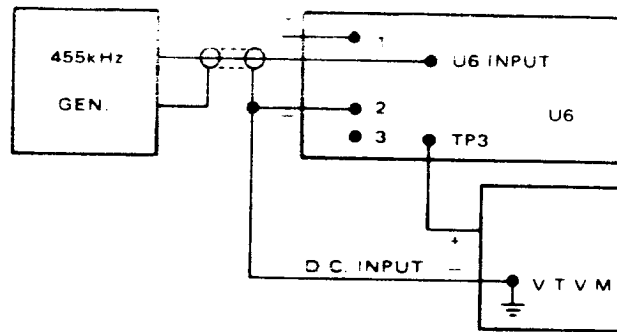 455kHz
GEN.
1
U6 INPUT
2
U6
3
TP3
+
−
D.C. INPUT
V T V M